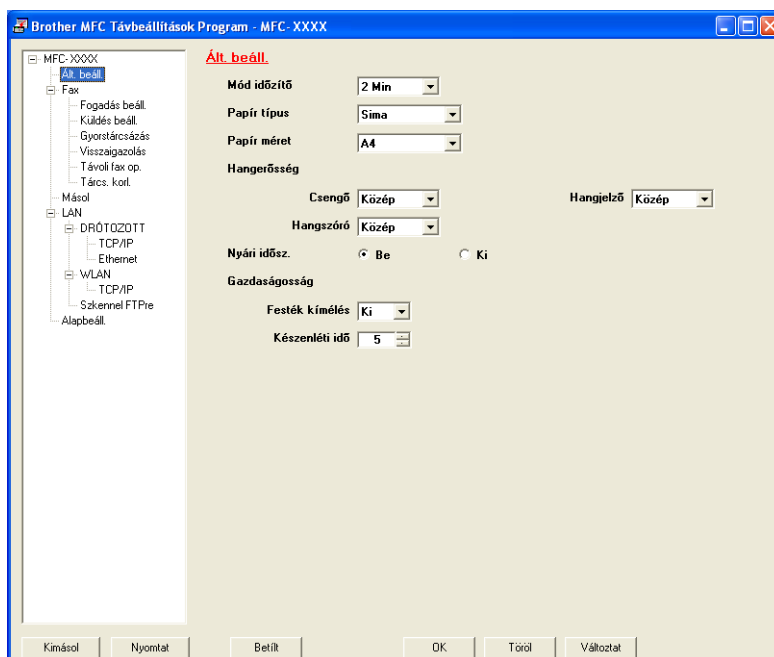 Brother MFC Távbeállítások Program - MFC-XXXX
MFC-XXXX
Ált. beáll.
Fax
Fogadás beáll.
Küldés beáll.
Gyorstárcsázás
Visszaigazolás
Távoli fax op.
Tárcs. korl.
Másol
LAN
DRÓTOZOTT
TCP/IP
Ethernet
WLAN
TCP/IP
Szkennel FTPre
Alapbeáll.
Ált. beáll.
Mód időzítő 2 Min
Papír típus Sima
Papír méret A4
Hangerősség
Csengő Közép Hangjelző Közép
Hangszóró Közép
Nyári idősz. Be Ki
Gazdaságosság
Festék kímélés Ki
Készenléti idő 5
Kimásol Nyomtat Betílt OK Töröl Változtat